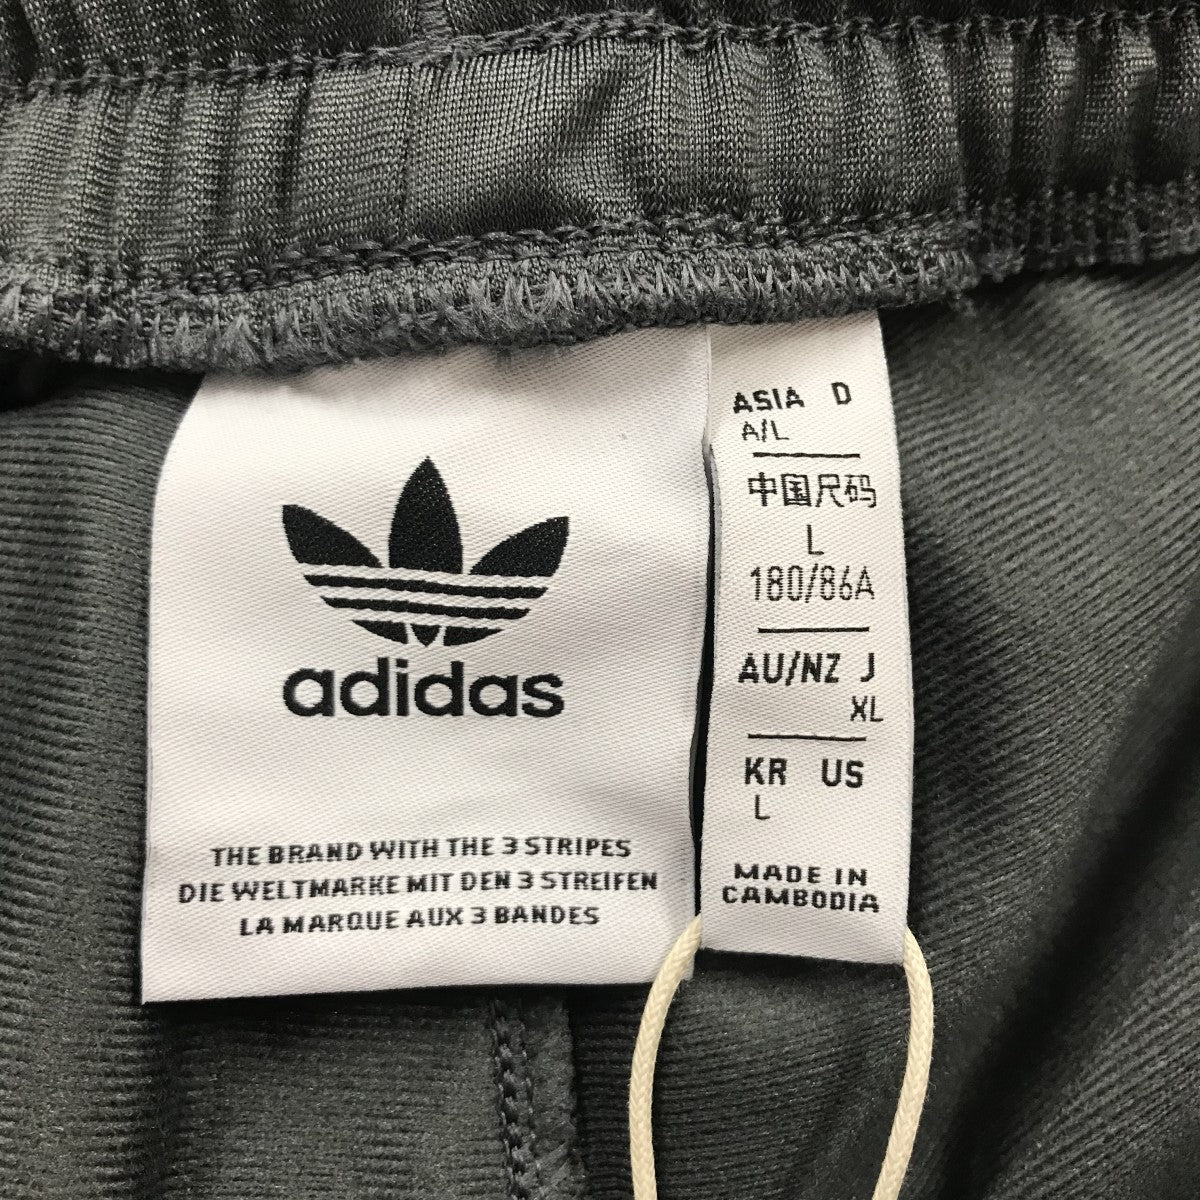 adidas
THE BRAND WITH THE 3 STRIPES
DIE WELTMARKE MIT DEN 3 STREIFEN
LA MARQUE AUX 3 BANDES
ASIA D
A/L
中国尺码
L
180/86A
AU/NZ J
XL
KR US
L
MADE IN
CAMBODIA